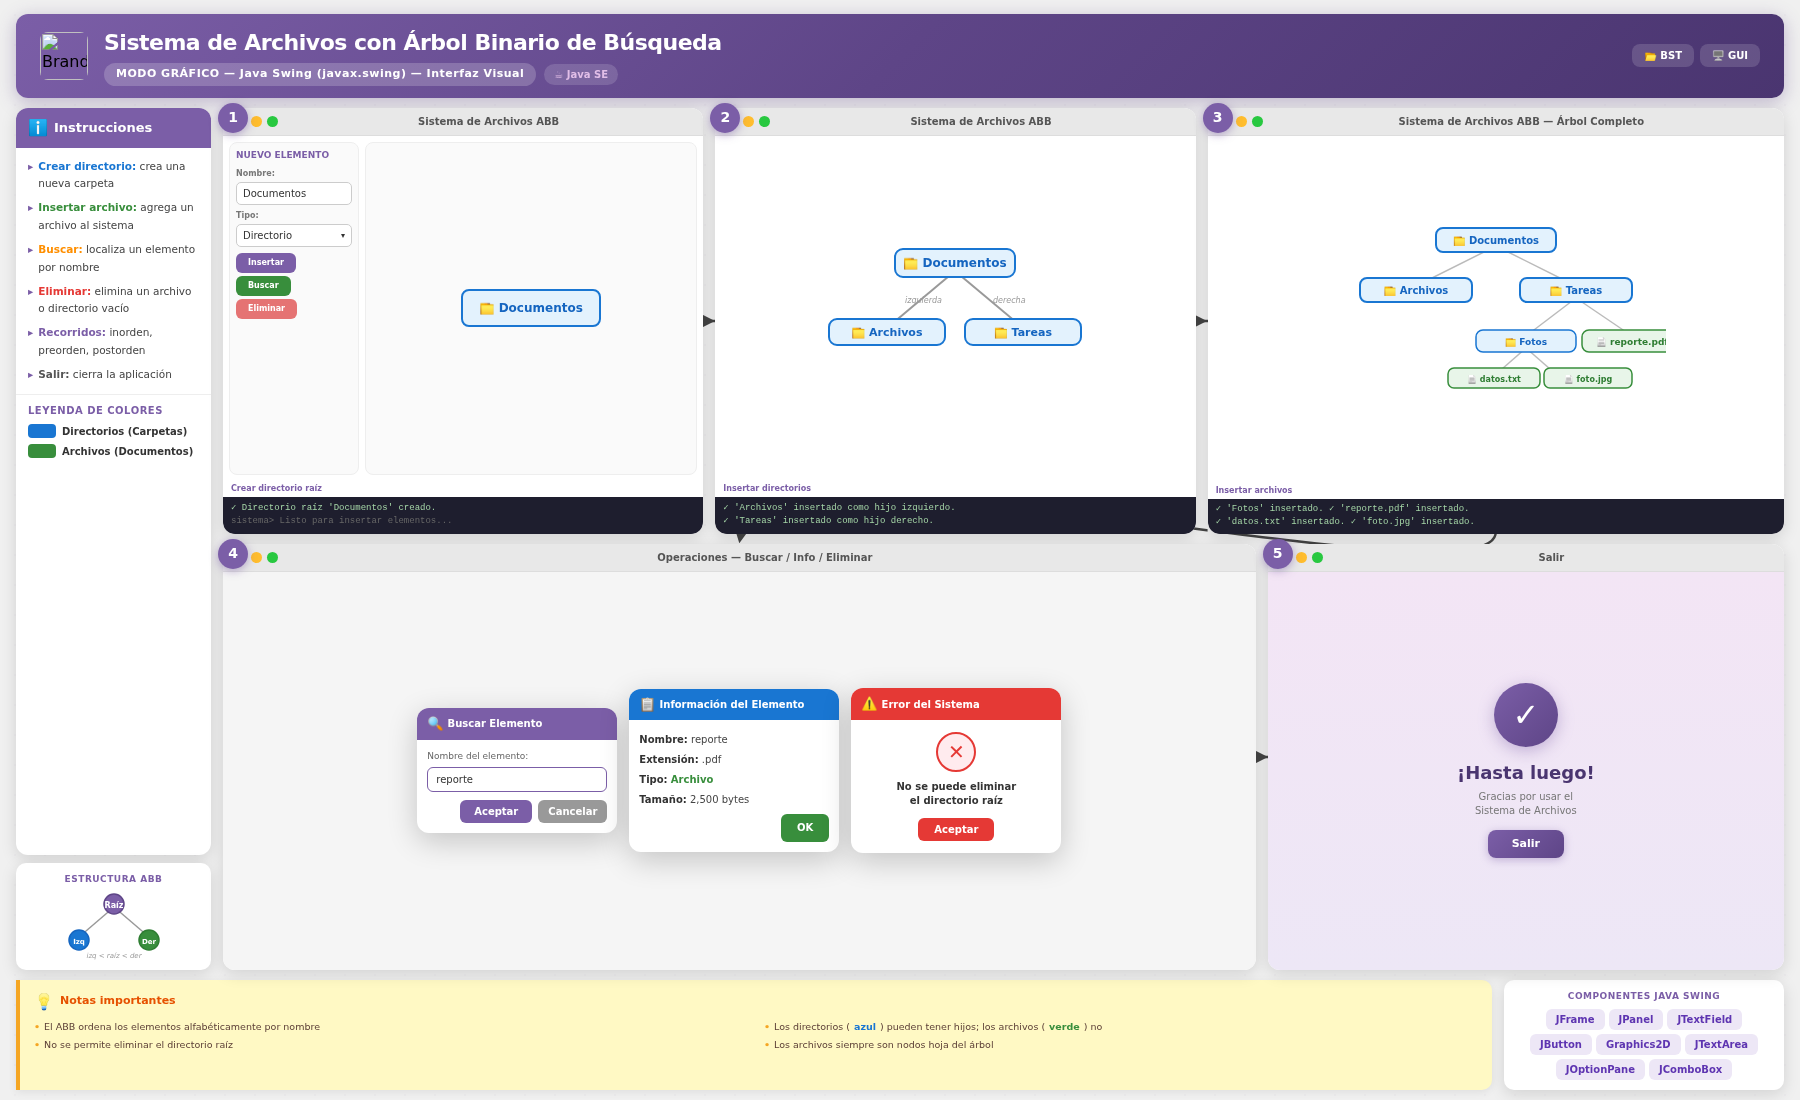 Brand
Sistema de Archivos con Árbol Binario de Búsqueda
MODO GRÁFICO — Java Swing (javax.swing) — Interfaz Visual
☕ Java SE
📂 BST
🖥️ GUI
ℹ️ Instrucciones
▸ Crear directorio: crea una
nueva carpeta
▸ Insertar archivo: agrega un
archivo al sistema
▸ Buscar: localiza un elemento
por nombre
▸ Eliminar: elimina un archivo
o directorio vacío
▸ Recorridos: inorden,
preorden, postorden
▸ Salir: cierra la aplicación
LEYENDA DE COLORES
Directorios (Carpetas)
Archivos (Documentos)
ESTRUCTURA ABB
Raíz
Izq
Der
izq < raíz < der
1
Sistema de Archivos ABB
NUEVO ELEMENTO
Nombre:
Documentos
Tipo:
Directorio ▾
Insertar
Buscar
Eliminar
📁 Documentos
Crear directorio raíz
✓ Directorio raíz 'Documentos' creado.
sistema> Listo para insertar elementos...
2
Sistema de Archivos ABB
📁 Documentos
izquierda
derecha
📁 Archivos
📁 Tareas
Insertar directorios
✓ 'Archivos' insertado como hijo izquierdo.
✓ 'Tareas' insertado como hijo derecho.
3
Sistema de Archivos ABB — Árbol Completo
📁 Documentos
📁 Archivos
📁 Tareas
📁 Fotos
📄 reporte.pdf
📄 datos.txt
📄 foto.jpg
Insertar archivos
✓ 'Fotos' insertado. ✓ 'reporte.pdf' insertado.
✓ 'datos.txt' insertado. ✓ 'foto.jpg' insertado.
4
Operaciones — Buscar / Info / Eliminar
🔍 Buscar Elemento
Nombre del elemento:
reporte
Aceptar
Cancelar
📋 Información del Elemento
Nombre: reporte
Extensión: .pdf
Tipo: Archivo
Tamaño: 2,500 bytes
OK
⚠️ Error del Sistema
✕
No se puede eliminar
el directorio raíz
Aceptar
5
Salir
✓
¡Hasta luego!
Gracias por usar el
Sistema de Archivos
Salir
💡 Notas importantes
• El ABB ordena los elementos alfabéticamente por nombre
• Los directorios ( azul ) pueden tener hijos; los archivos ( verde ) no
• No se permite eliminar el directorio raíz
• Los archivos siempre son nodos hoja del árbol
COMPONENTES JAVA SWING
JFrame
JPanel
JTextField
JButton
Graphics2D
JTextArea
JOptionPane
JComboBox